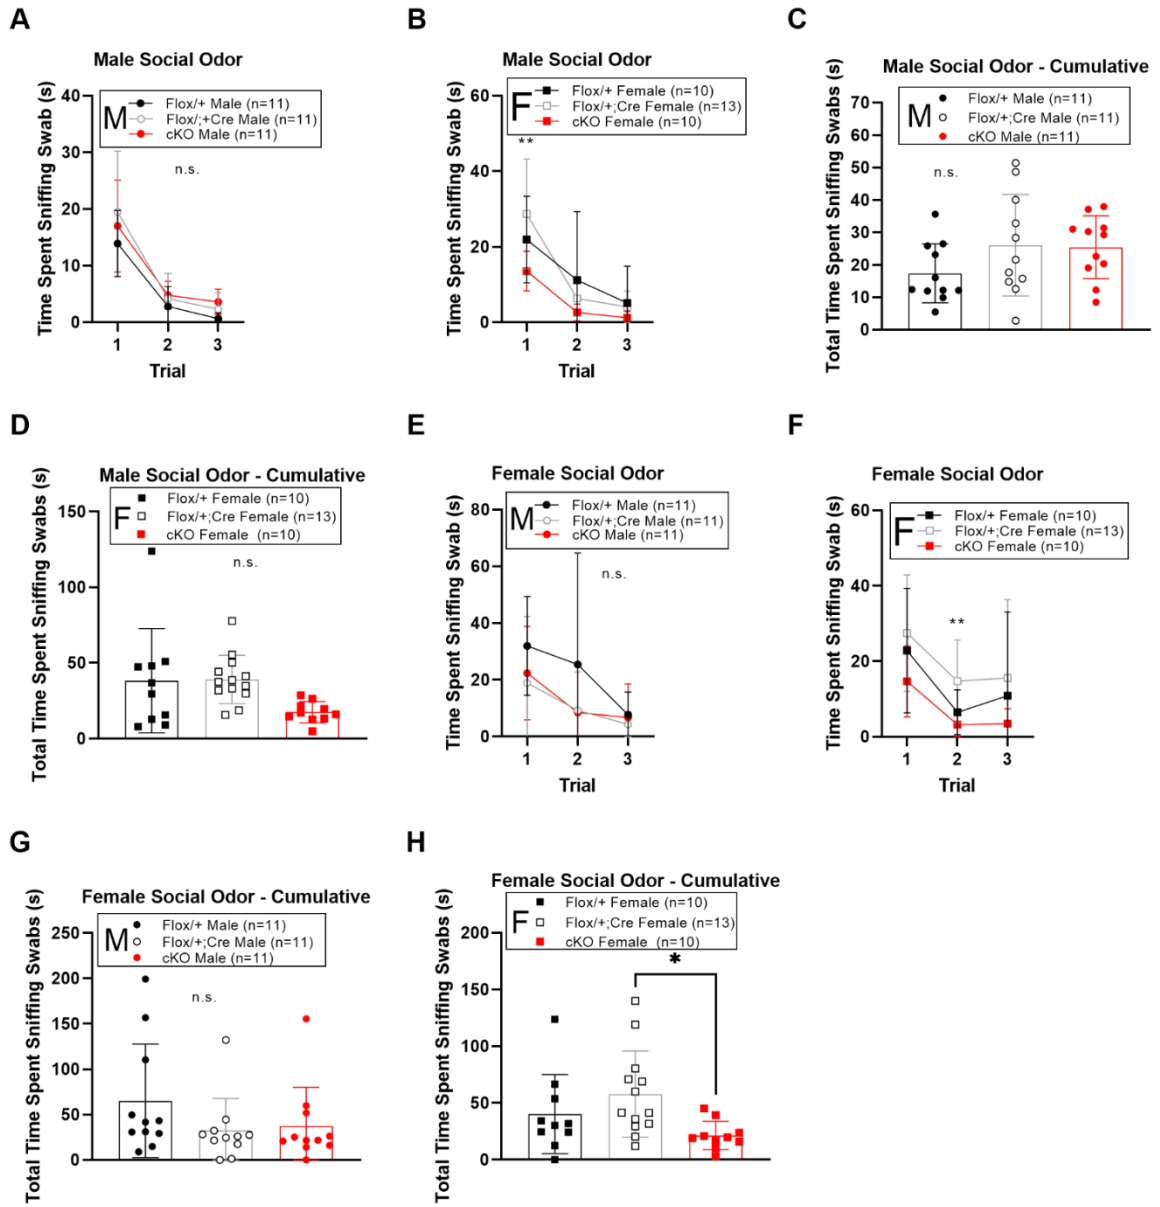 A
Male Social Odor
Time Spent Sniffing Swab (s)
40
30
20
10
0
M
Flox/+ Male (n=11)
Flox/;+Cre Male (n=11)
cKO Male (n=11)
n.s.
1 2 3
Trial
B
Male Social Odor
Time Spent Sniffing Swab (s)
60
40
20
0
F
Flox/+ Female (n=10)
Flox/+;Cre Female (n=13)
cKO Female (n=10)
**
1 2 3
Trial
C
Male Social Odor - Cumulative
Total Time Spent Sniffing Swabs (s)
70
60
50
40
30
20
10
0
M
Flox/+ Male (n=11)
Flox/+;Cre Male (n=11)
cKO Male (n=11)
n.s.
D
Male Social Odor - Cumulative
Total Time Spent Sniffing Swabs (s)
150
100
50
0
F
Flox/+ Female (n=10)
Flox/+;Cre Female (n=13)
cKO Female (n=10)
n.s.
E
Female Social Odor
Time Spent Sniffing Swab (s)
80
60
40
20
0
M
Flox/+ Male (n=11)
Flox/+;Cre Male (n=11)
cKO Male (n=11)
n.s.
1 2 3
Trial
F
Female Social Odor
Time Spent Sniffing Swab (s)
60
40
20
0
F
Flox/+ Female (n=10)
Flox/+;Cre Female (n=13)
cKO Female (n=10)
**
1 2 3
Trial
G
Female Social Odor - Cumulative
Total Time Spent Sniffing Swabs (s)
250
200
150
100
50
0
M
Flox/+ Male (n=11)
Flox/+;Cre Male (n=11)
cKO Male (n=11)
n.s.
H
Female Social Odor - Cumulative
Total Time Spent Sniffing Swabs (s)
200
150
100
50
0
F
Flox/+ Female (n=10)
Flox/+;Cre Female (n=13)
cKO Female (n=10)
*